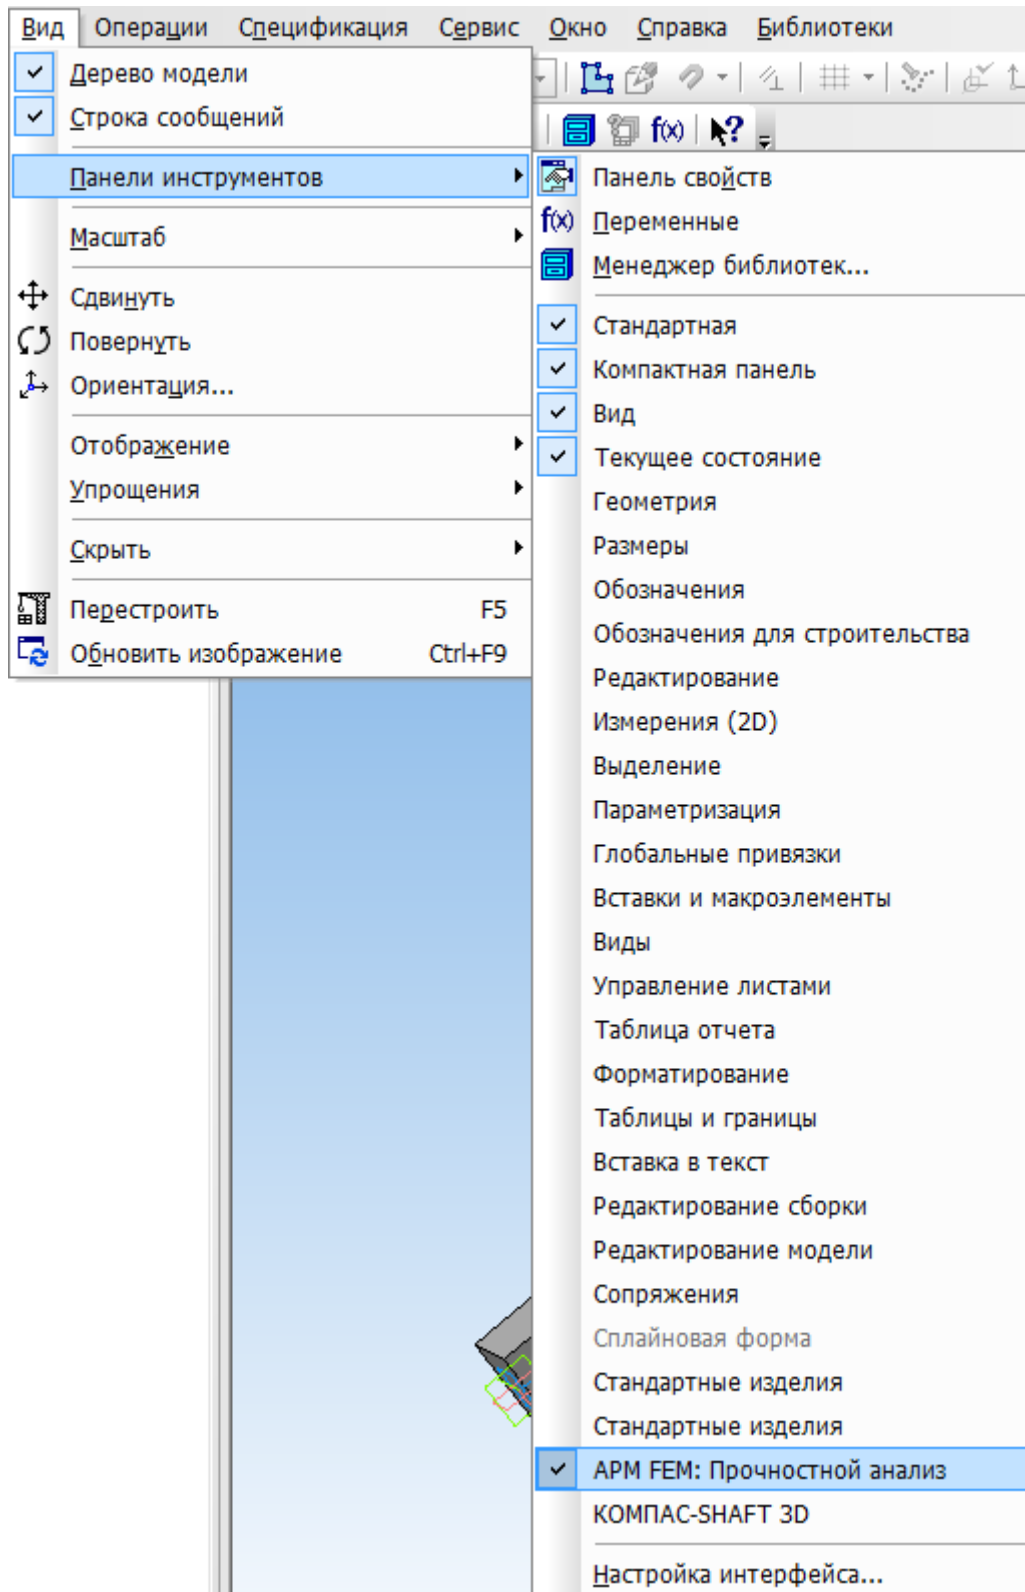 Вид Операции Спецификация Сервис Окно Справка Библиотеки
Дерево модели
Строка сообщений
Панели инструментов
Масштаб
Сдвинуть
Повернуть
Ориентация...
Отображение
Упрощения
Скрыть
Перестроить F5
Обновить изображение Ctrl+F9
f(x)
Панель свойств
f(x) Переменные
Менеджер библиотек...
Стандартная
Компактная панель
Вид
Текущее состояние
Геометрия
Размеры
Обозначения
Обозначения для строительства
Редактирование
Измерения (2D)
Выделение
Параметризация
Глобальные привязки
Вставки и макроэлементы
Виды
Управление листами
Таблица отчета
Форматирование
Таблицы и границы
Вставка в текст
Редактирование сборки
Редактирование модели
Сопряжения
Сплайновая форма
Стандартные изделия
Стандартные изделия
APM FEM: Прочностной анализ
КОМПАС-SHAFT 3D
Настройка интерфейса...